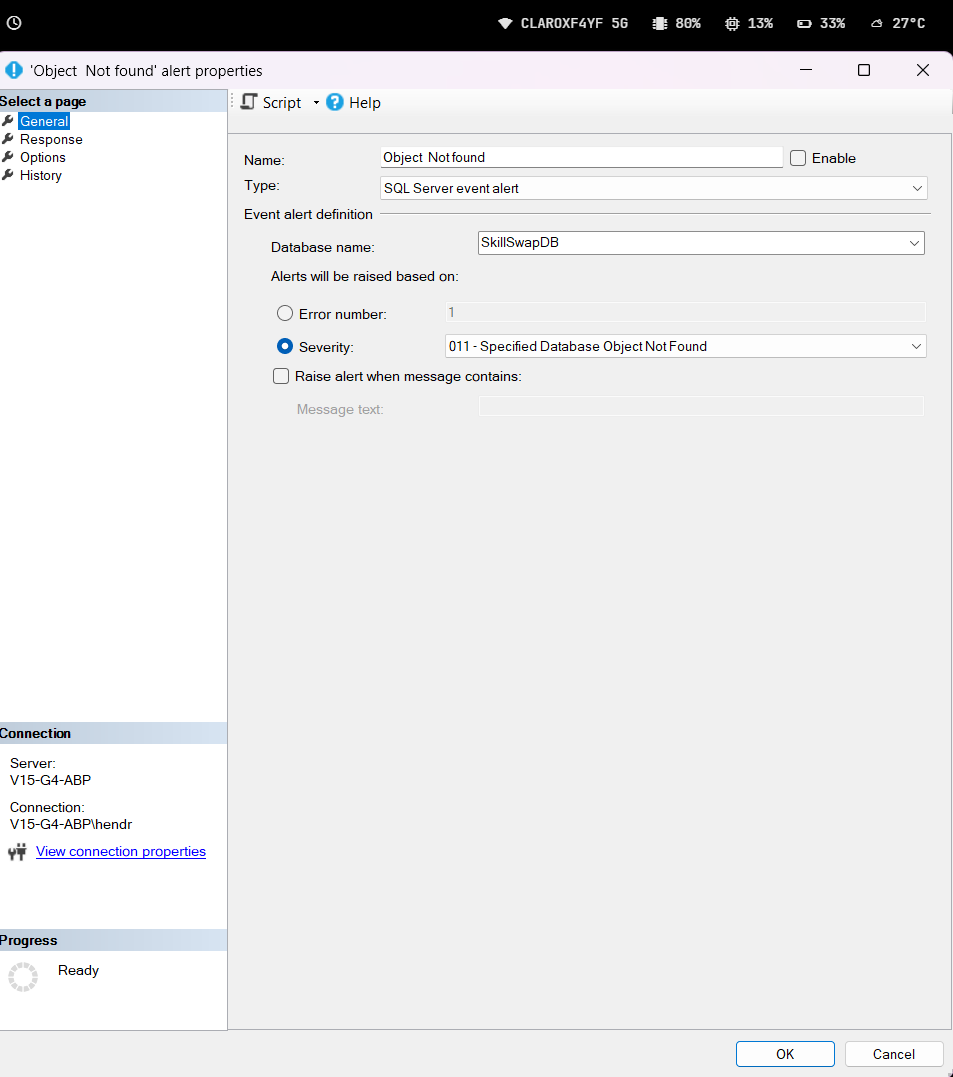 CLAROXF4YF 5G 80% 13% 33% 27°C
'Object  Not found' alert properties
Select a page
General
Response
Options
History
Script
Help
Name:
Object  Not found
Enable
Type:
SQL Server event alert
Event alert definition
Database name:
SkillSwapDB
Alerts will be raised based on:
Error number:
1
Severity:
011 - Specified Database Object Not Found
Raise alert when message contains:
Message text:
Connection
Server:
V15-G4-ABP
Connection:
V15-G4-ABP\hendr
View connection properties
Progress
Ready
OK
Cancel